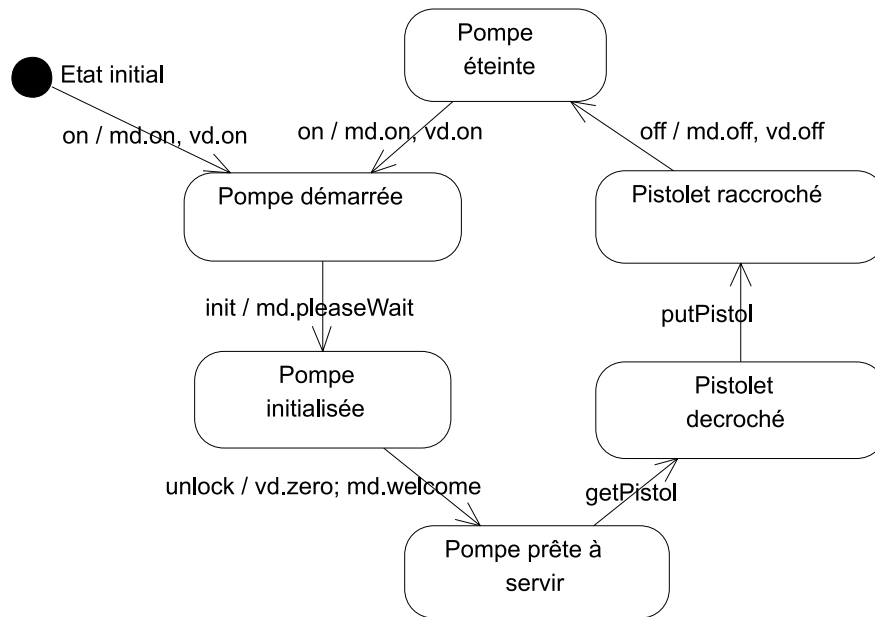 Pompe
éteinte
Etat initial
on / md.on, vd.on
on / md.on, vd.on
off / md.off, vd.off
Pompe démarrée
Pistolet raccroché
init / md.pleaseWait
putPistol
Pompe
initialisée
Pistolet
decroché
unlock / vd.zero; md.welcome
getPistol
Pompe prête à
servir